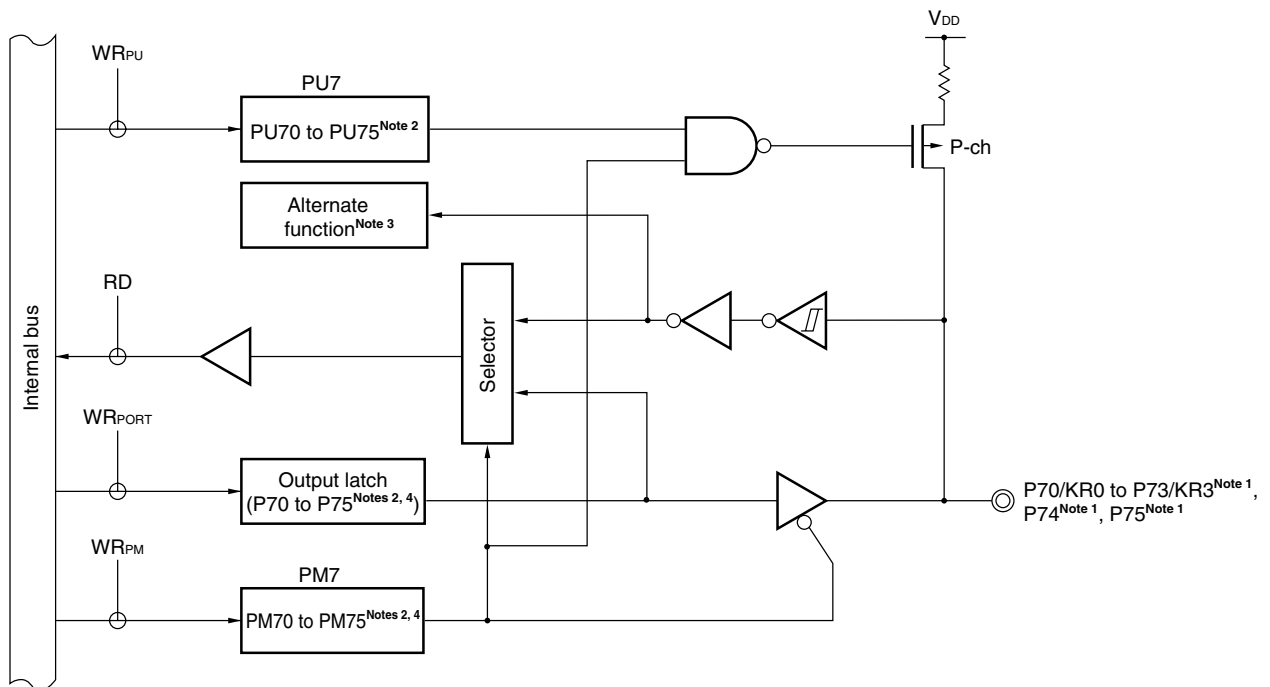 VDD
WRPU
PU7
PU70 to PU75Note 2
P-ch
Alternate
functionNote 3
RD
Internal bus
Selector
WRPORT
Output latch
(P70 to P75Notes 2, 4)
P70/KR0 to P73/KR3Note 1,
P74Note 1, P75Note 1
WRPM
PM7
PM70 to PM75Notes 2, 4